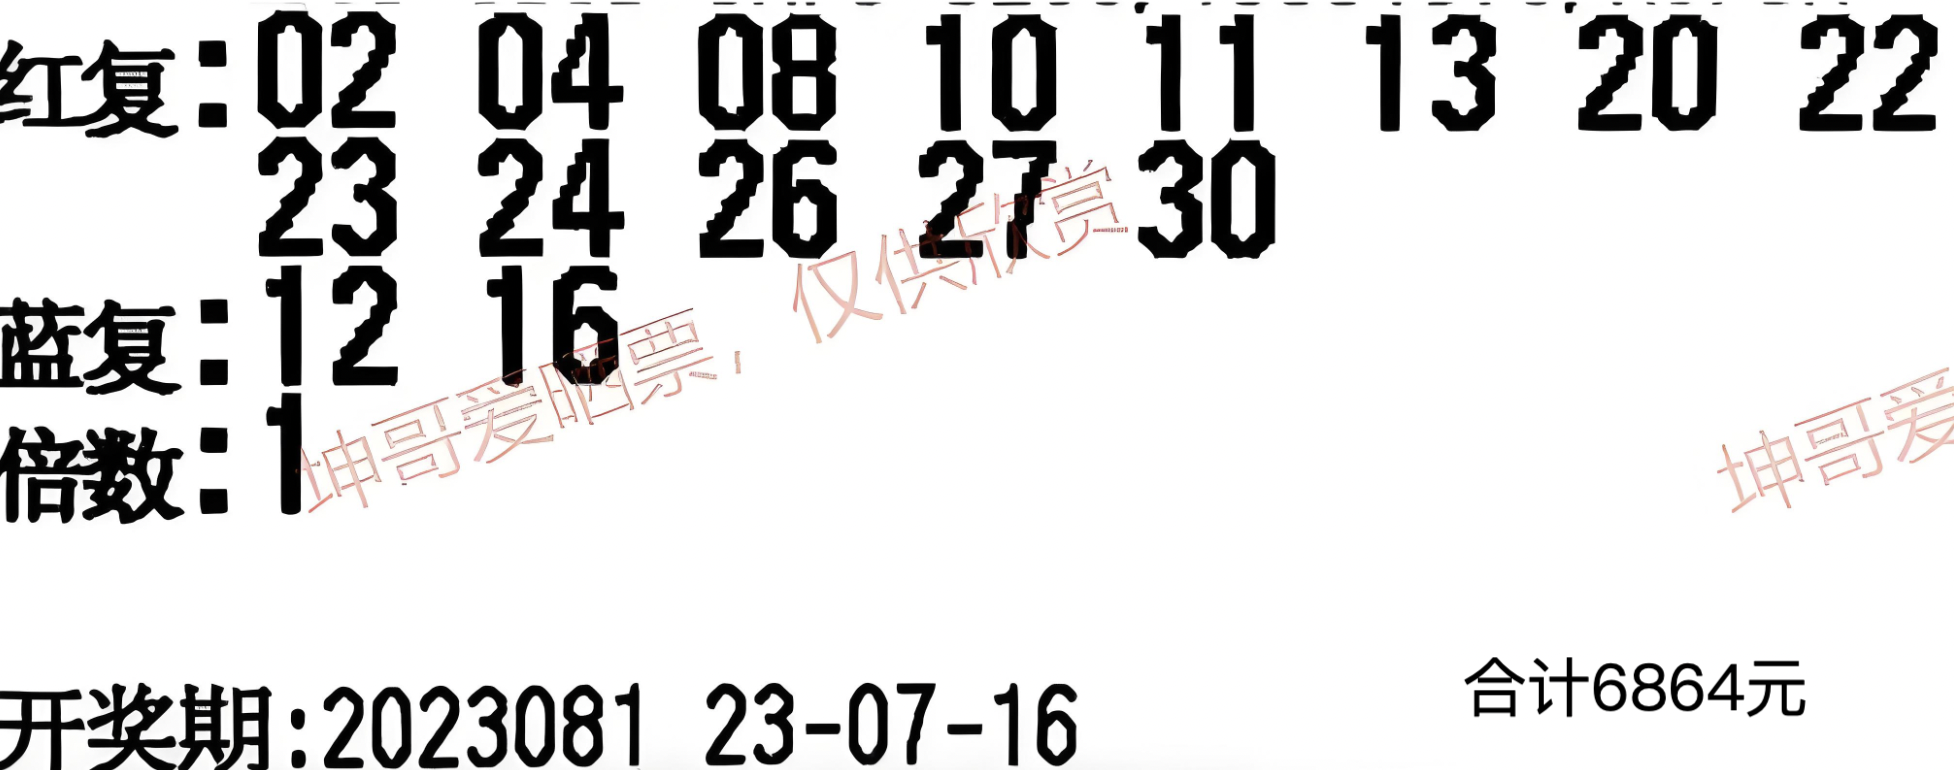 红复:02 04 08 10 11 13 20 22
23 24 26 27 30
蓝复:12 16
倍数:1
坤哥爱晒票，仅供欣赏
坤哥爱
合计6864元
开奖期:2023081 23-07-16